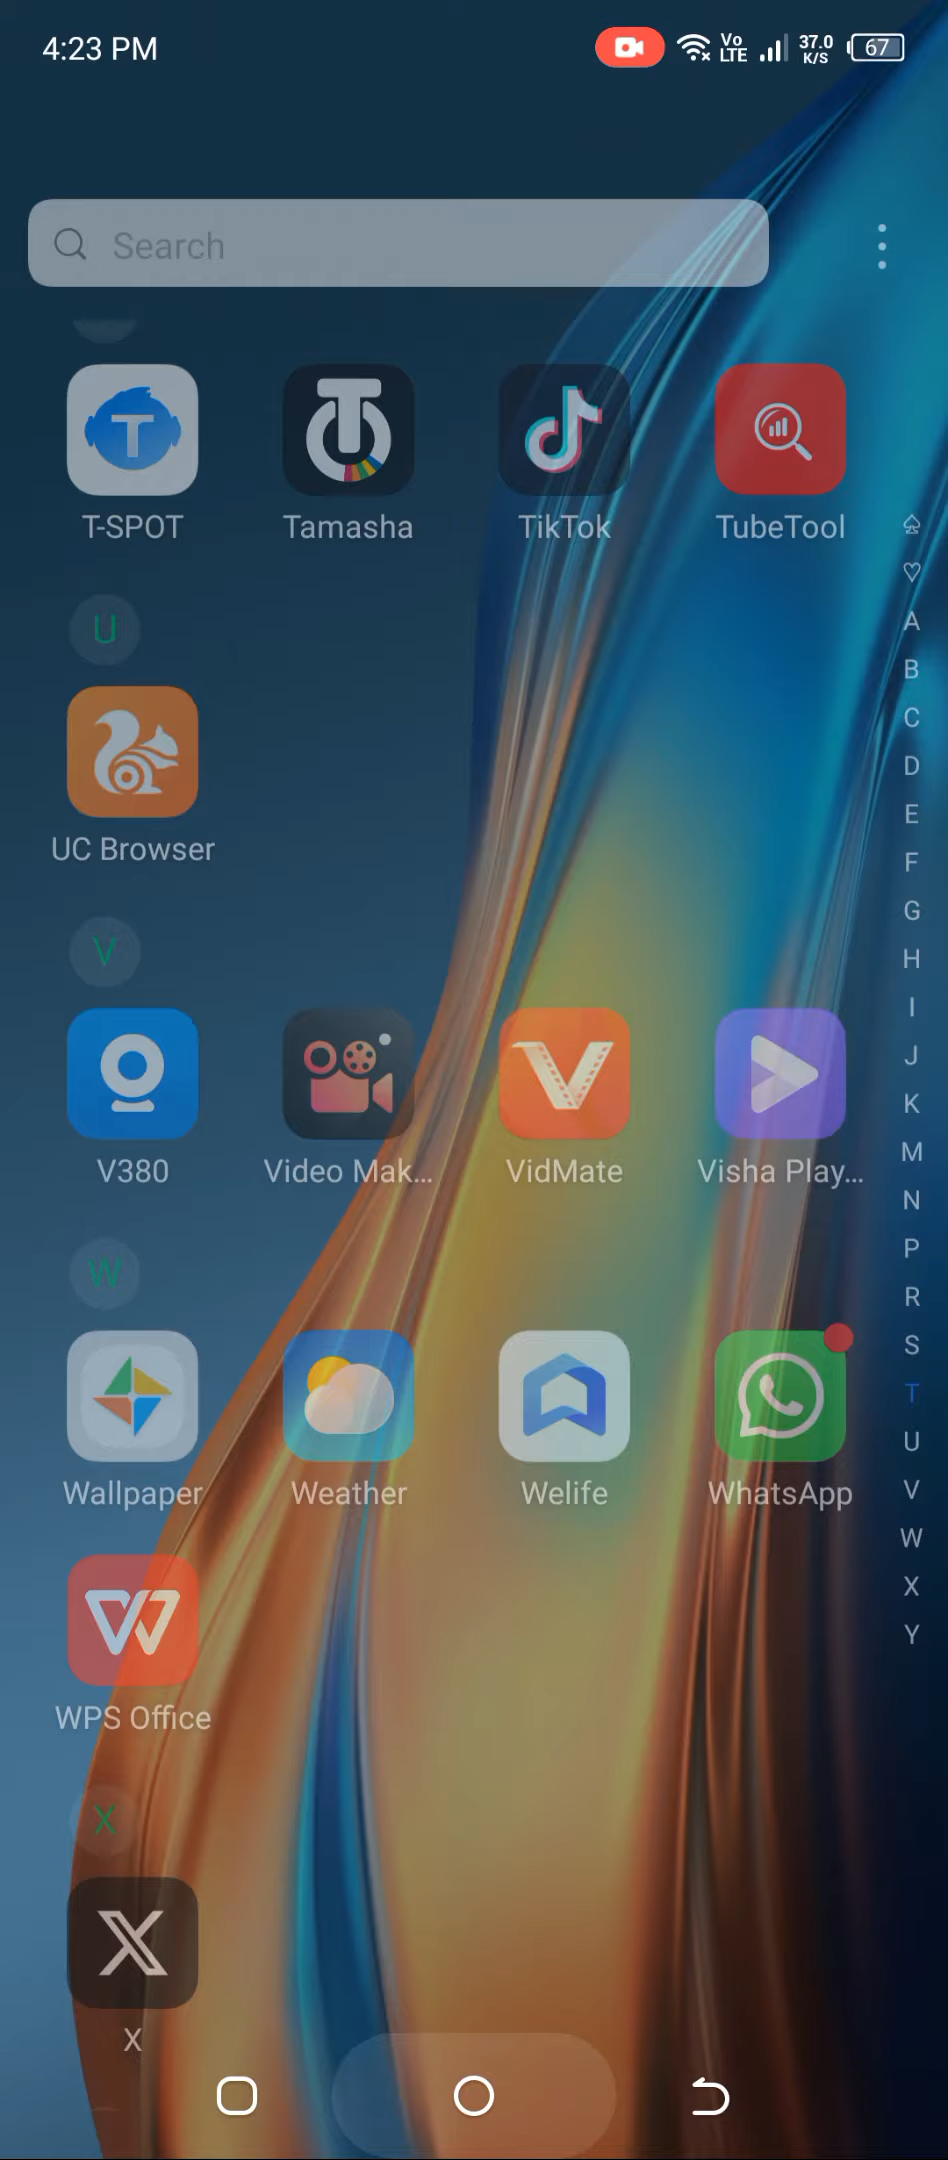 4:23 PM
Vo LTE
37.0 K/S
67
Search
T-SPOT
Tamasha
TikTok
TubeTool
U
UC Browser
V
V380
Video Mak...
VidMate
Visha Play...
W
Wallpaper
Weather
Welife
WhatsApp
WPS Office
X
X
A
B
C
D
E
F
G
H
I
J
K
M
N
P
R
S
T
U
V
W
X
Y